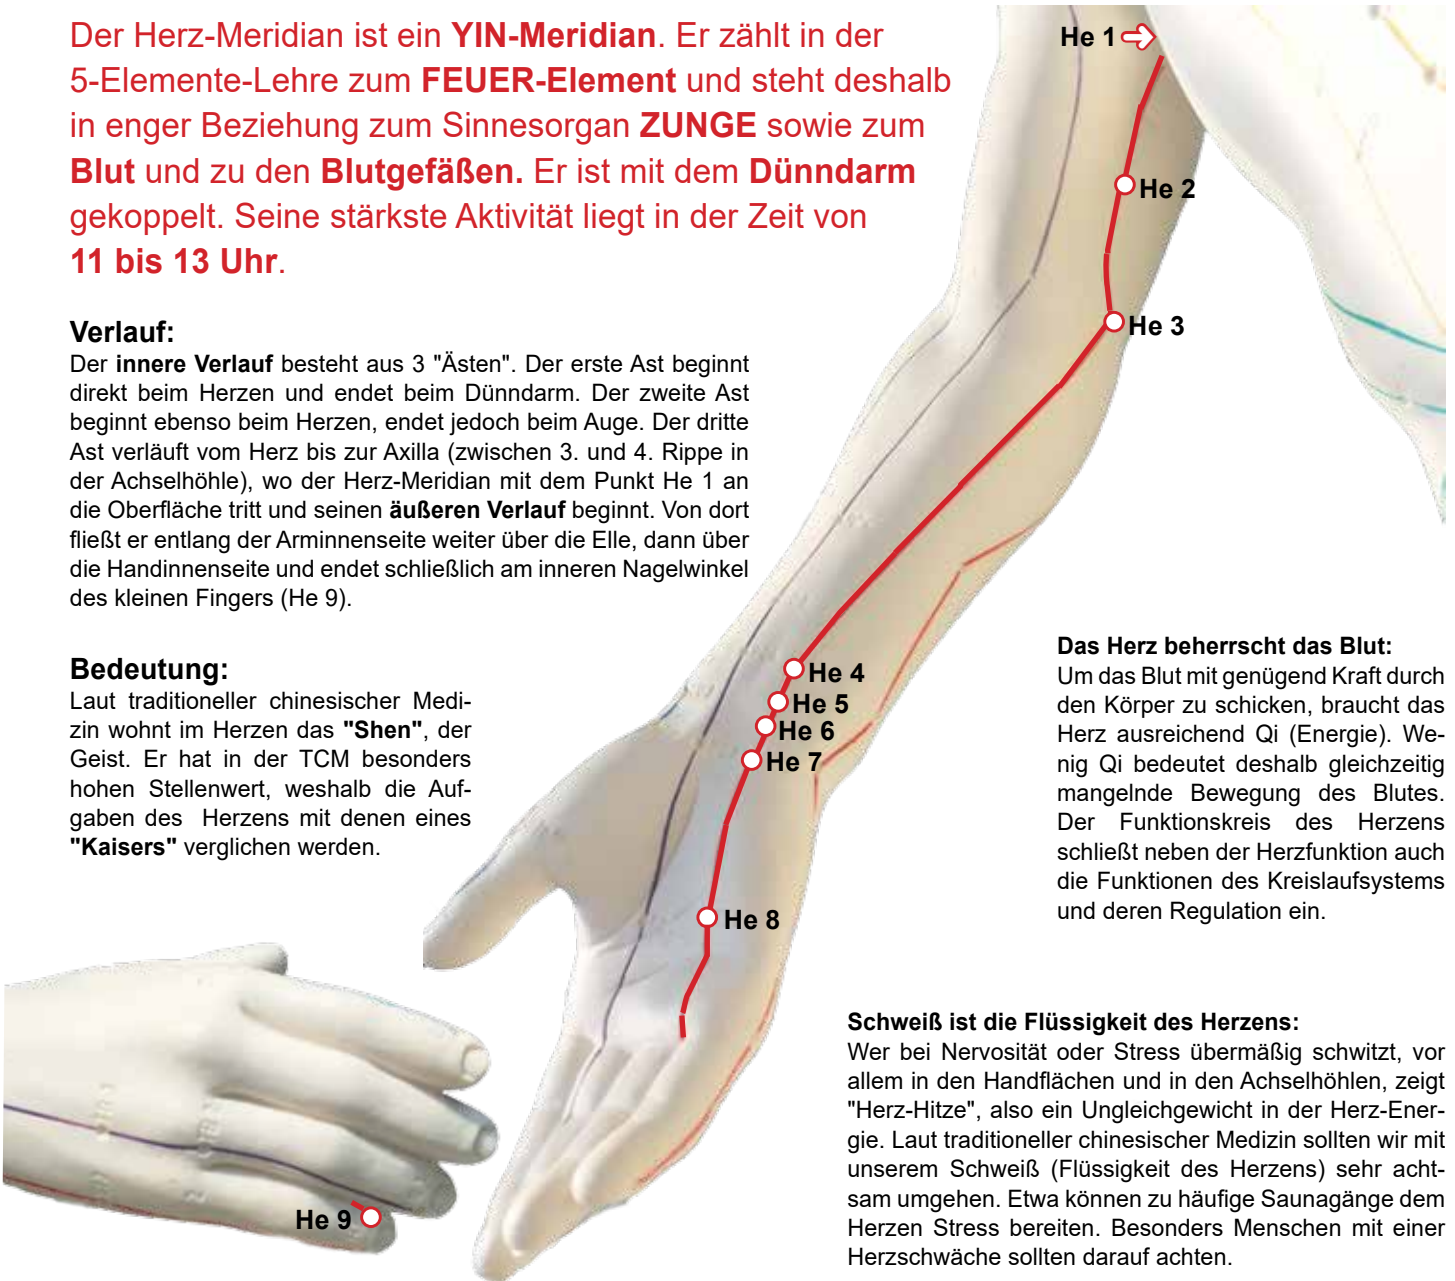 Der Herz-Meridian ist ein YIN-Meridian. Er zählt in der
5-Elemente-Lehre zum FEUER-Element und steht deshalb
in enger Beziehung zum Sinnesorgan ZUNGE sowie zum
Blut und zu den Blutgefäßen. Er ist mit dem Dünndarm
gekoppelt. Seine stärkste Aktivität liegt in der Zeit von
11 bis 13 Uhr.
Verlauf:
Der innere Verlauf besteht aus 3 "Ästen". Der erste Ast beginnt
direkt beim Herzen und endet beim Dünndarm. Der zweite Ast
beginnt ebenso beim Herzen, endet jedoch beim Auge. Der dritte
Ast verläuft vom Herz bis zur Axilla (zwischen 3. und 4. Rippe in
der Achselhöhle), wo der Herz-Meridian mit dem Punkt He 1 an
die Oberfläche tritt und seinen äußeren Verlauf beginnt. Von dort
fließt er entlang der Arminnenseite weiter über die Elle, dann über
die Handinnenseite und endet schließlich am inneren Nagelwinkel
des kleinen Fingers (He 9).
Bedeutung:
Laut traditioneller chinesischer Medi-
zin wohnt im Herzen das "Shen", der
Geist. Er hat in der TCM besonders
hohen Stellenwert, weshalb die Auf-
gaben des Herzens mit denen eines
"Kaisers" verglichen werden.
He 1
He 2
He 3
He 4
He 5
He 6
He 7
He 8
He 9
Das Herz beherrscht das Blut:
Um das Blut mit genügend Kraft durch
den Körper zu schicken, braucht das
Herz ausreichend Qi (Energie). We-
nig Qi bedeutet deshalb gleichzeitig
mangelnde Bewegung des Blutes.
Der Funktionskreis des Herzens
schließt neben der Herzfunktion auch
die Funktionen des Kreislaufsystems
und deren Regulation ein.
Schweiß ist die Flüssigkeit des Herzens:
Wer bei Nervosität oder Stress übermäßig schwitzt, vor
allem in den Handflächen und in den Achselhöhlen, zeigt
"Herz-Hitze", also ein Ungleichgewicht in der Herz-Ener-
gie. Laut traditioneller chinesischer Medizin sollten wir mit
unserem Schweiß (Flüssigkeit des Herzens) sehr acht-
sam umgehen. Etwa können zu häufige Saunagänge dem
Herzen Stress bereiten. Besonders Menschen mit einer
Herzschwäche sollten darauf achten.